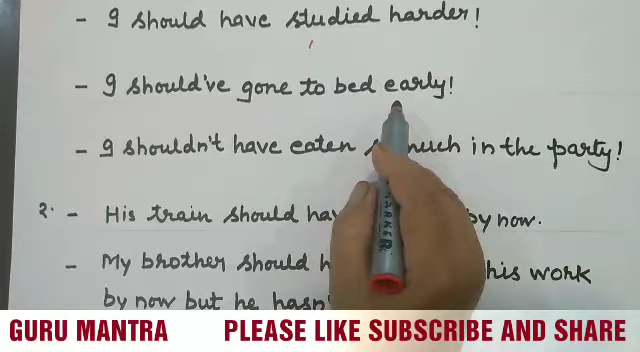 - I should have studied harder!
- I should've gone to bed early!
- I shouldn't have eaten much in the party!
2. - His train should by now.
- My brother should his work
by now but he
GURU MANTRA PLEASE LIKE SUBSCRIBE AND SHARE